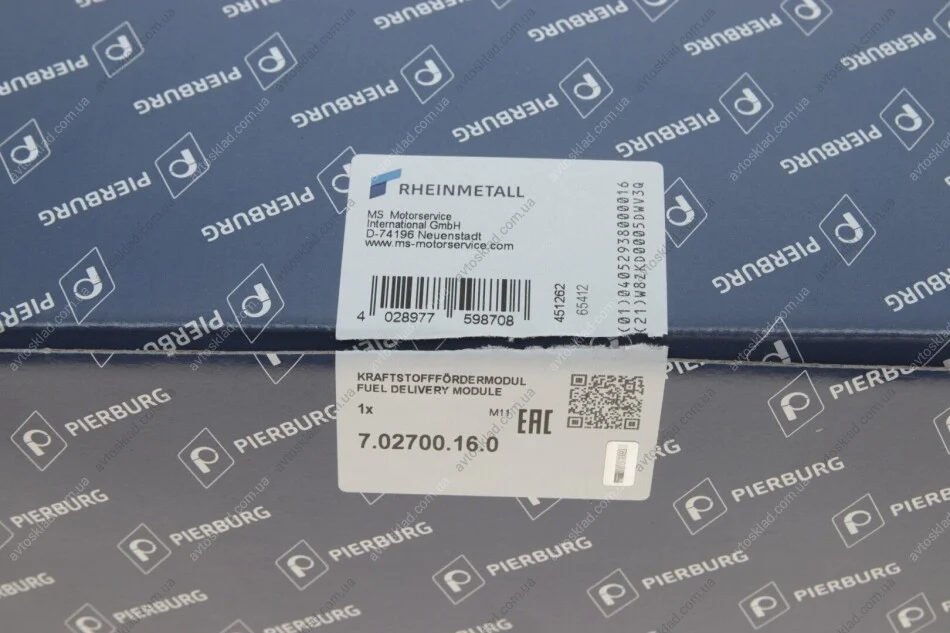 RHEINMETALL
MS Motorservice
International GmbH
D-74196 Neuenstadt
www.ms-motorservice.com
4 028977 598708
451262
65412
(01)04052938000016
(21)W8ZKD0005DWV3Q
KRAFTSTOFFFÖRDERMODUL
FUEL DELIVERY MODULE
1x
M11
EAC
7.02700.16.0
PIERBURG
avtosklad.com.ua